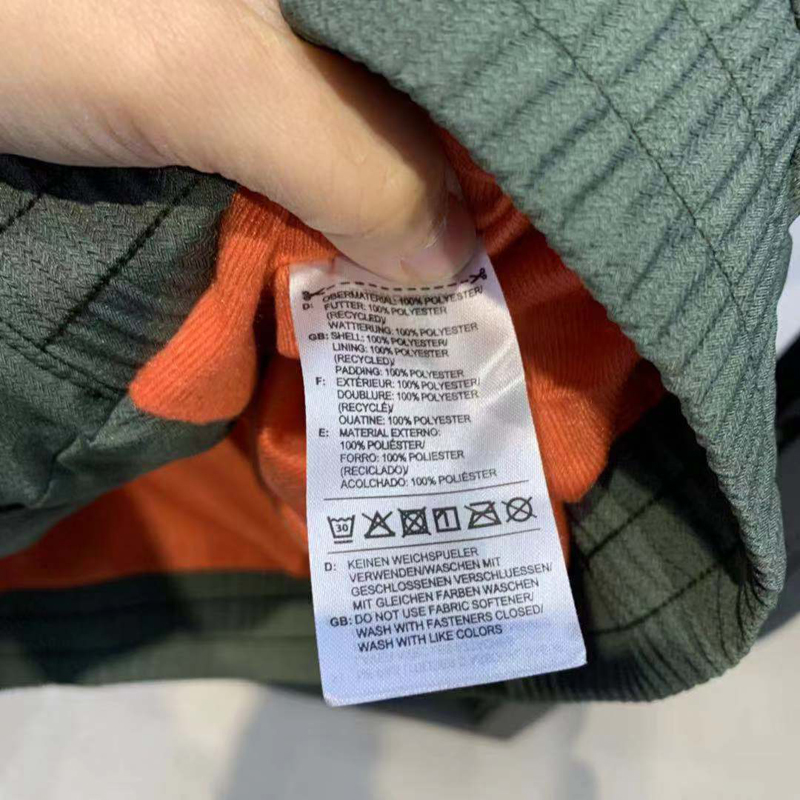 D: OBERMATERIAL: 100% POLYESTER/
FUTTER: 100% POLYESTER
(RECYCLED)/
WATTIERUNG: 100% POLYESTER
GB: SHELL: 100% POLYESTER/
LINING: 100% POLYESTER
(RECYCLED)/
PADDING: 100% POLYESTER
F: EXTÉRIEUR: 100% POLYESTER/
DOUBLURE: 100% POLYESTER
(RECYCLÉ)/
OUATINE: 100% POLYESTER
E: MATERIAL EXTERNO:
100% POLIÉSTER/
FORRO: 100% POLIESTER
(RECICLADO)/
ACOLCHADO: 100% POLIÉSTER
30
D: KEINEN WEICHSPUELER
VERWENDEN/WASCHEN MIT
GESCHLOSSENEN VERSCHLUESSEN/
MIT GLEICHEN FARBEN WASCHEN
GB: DO NOT USE FABRIC SOFTENER/
WASH WITH FASTENERS CLOSED/
WASH WITH LIKE COLORS